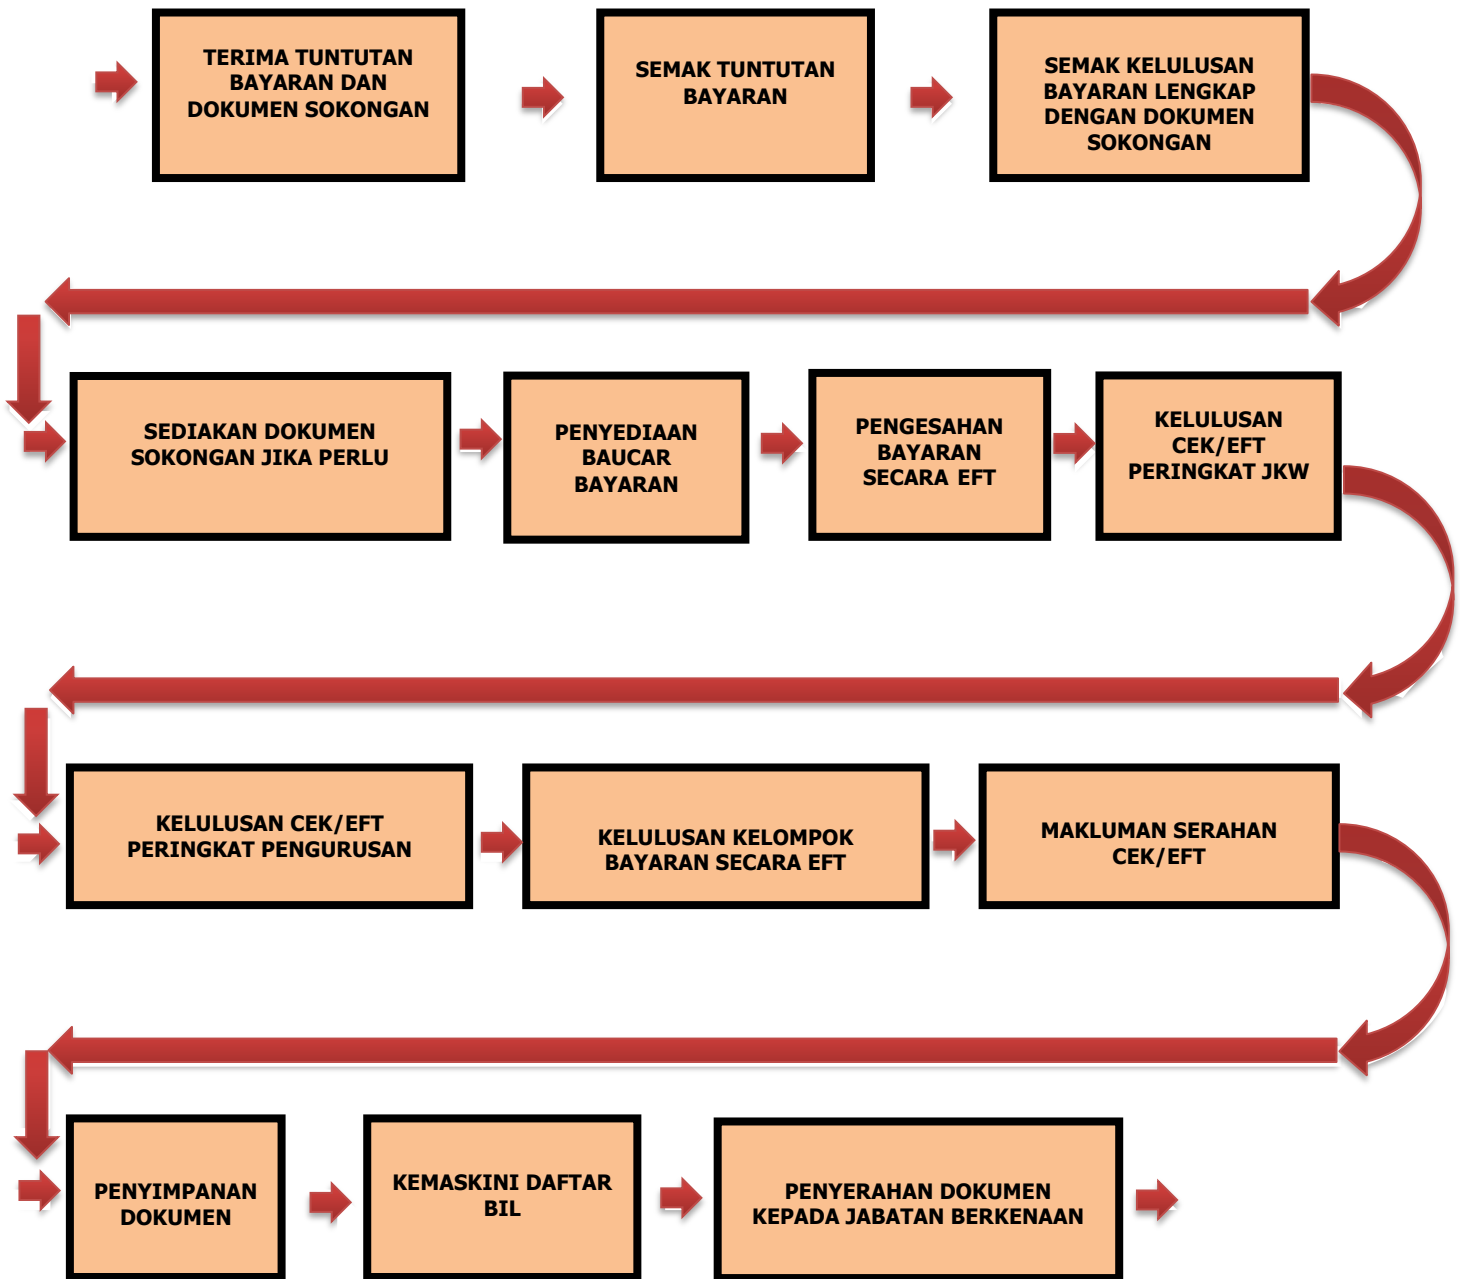 TERIMA TUNTUTAN
BAYARAN DAN
DOKUMEN SOKONGAN
SEMAK TUNTUTAN
BAYARAN
SEMAK KELULUSAN
BAYARAN LENGKAP
DENGAN DOKUMEN
SOKONGAN
SEDIAKAN DOKUMEN
SOKONGAN JIKA PERLU
PENYEDIAAN
BAUCAR
BAYARAN
PENGESAHAN
BAYARAN
SECARA EFT
KELULUSAN
CEK/EFT
PERINGKAT JKW
KELULUSAN CEK/EFT
PERINGKAT PENGURUSAN
KELULUSAN KELOMPOK
BAYARAN SECARA EFT
MAKLUMAN SERAHAN
CEK/EFT
PENYIMPANAN
DOKUMEN
KEMASKINI DAFTAR
BIL
PENYERAHAN DOKUMEN
KEPADA JABATAN BERKENAAN